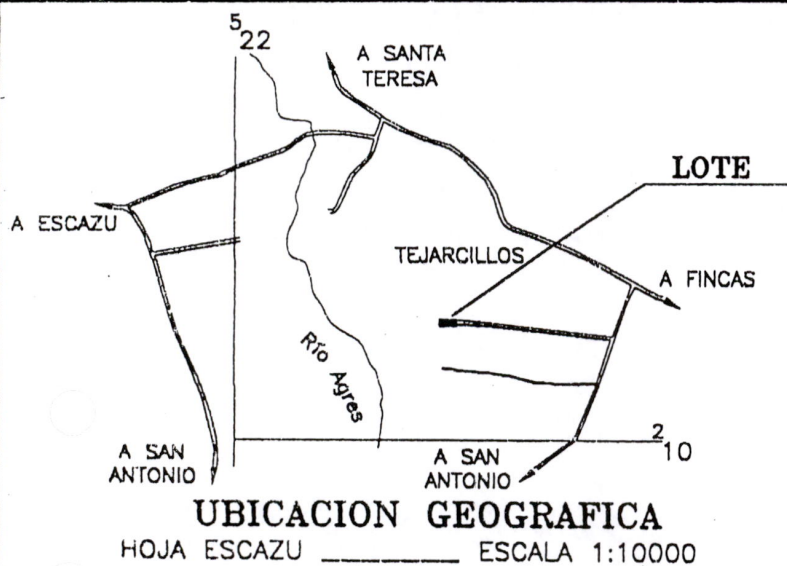 5
22
A SANTA
TERESA
LOTE
A ESCAZU
TEJARCILLOS
A FINCAS
Río Agres
A SAN
ANTONIO
A SAN
ANTONIO
2
10
UBICACION GEOGRAFICA
HOJA ESCAZU ________ ESCALA 1:10000